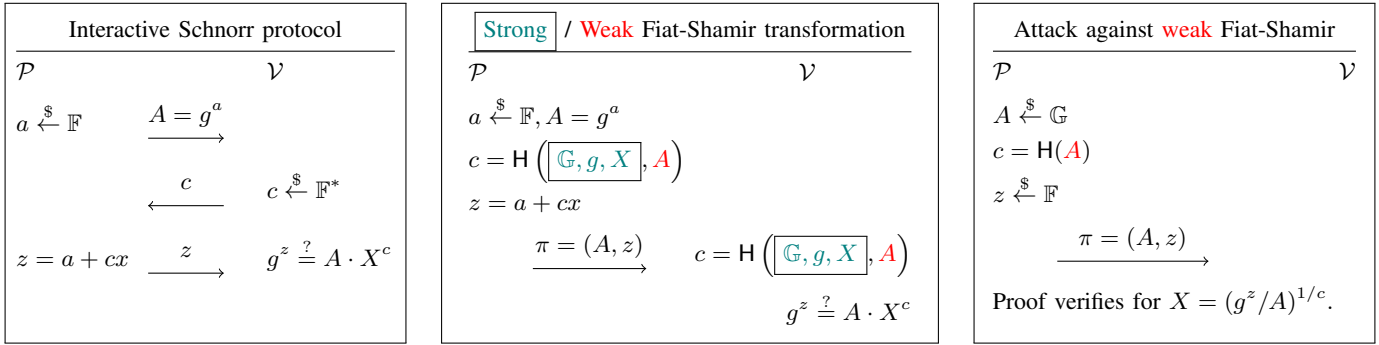 Interactive Schnorr protocol
𝒫 𝒱
a ←$ 𝔽 A = g^a
c c ←$ 𝔽*
z = a + cx z g^z ≟ A · X^c
Strong / Weak Fiat-Shamir transformation
𝒫 𝒱
a ←$ 𝔽, A = g^a
c = H ( 𝔾, g, X , A )
z = a + cx
π = (A, z) c = H ( 𝔾, g, X , A )
g^z ≟ A · X^c
Attack against weak Fiat-Shamir
𝒫 𝒱
A ←$ 𝔾
c = H(A)
z ←$ 𝔽
π = (A, z)
Proof verifies for X = (g^z/A)^{1/c}.